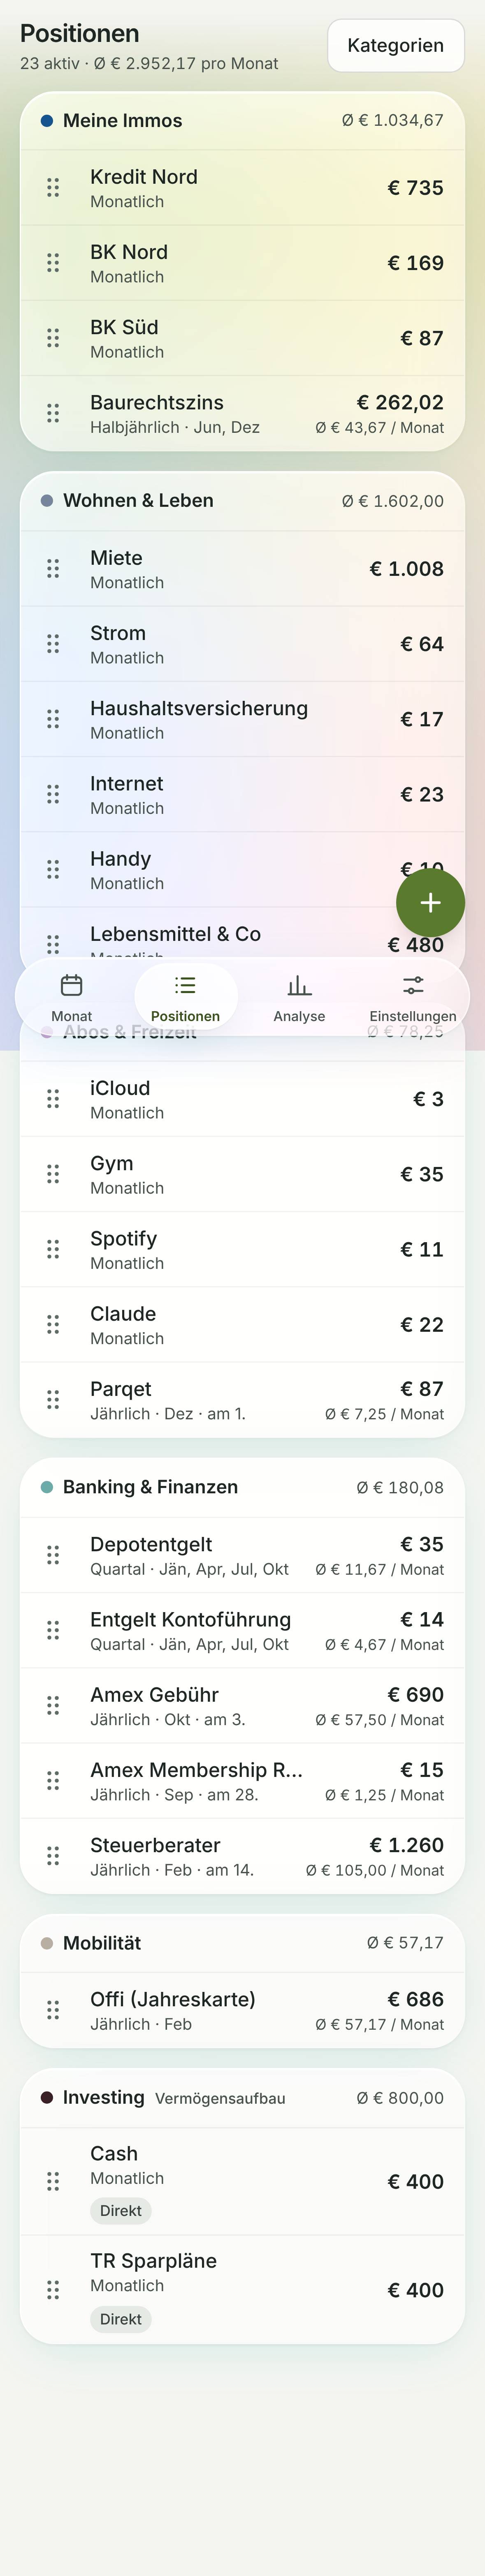 Positionen
23 aktiv · Ø € 2.952,17 pro Monat
Kategorien
Meine Immos Ø € 1.034,67
Kredit Nord € 735
Monatlich
BK Nord € 169
Monatlich
BK Süd € 87
Monatlich
Baurechtszins € 262,02
Halbjährlich · Jun, Dez Ø € 43,67 / Monat
Wohnen & Leben Ø € 1.602,00
Miete € 1.008
Monatlich
Strom € 64
Monatlich
Haushaltsversicherung € 17
Monatlich
Internet € 23
Monatlich
Handy € 10
Monatlich
Lebensmittel & Co € 480
Monat Positionen Analyse Einstellungen
Abos & Freizeit Ø € 78,25
iCloud € 3
Monatlich
Gym € 35
Monatlich
Spotify € 11
Monatlich
Claude € 22
Monatlich
Parqet € 87
Jährlich · Dez · am 1. Ø € 7,25 / Monat
Banking & Finanzen Ø € 180,08
Depotentgelt € 35
Quartal · Jän, Apr, Jul, Okt Ø € 11,67 / Monat
Entgelt Kontoführung € 14
Quartal · Jän, Apr, Jul, Okt Ø € 4,67 / Monat
Amex Gebühr € 690
Jährlich · Okt · am 3. Ø € 57,50 / Monat
Amex Membership R... € 15
Jährlich · Sep · am 28. Ø € 1,25 / Monat
Steuerberater € 1.260
Jährlich · Feb · am 14. Ø € 105,00 / Monat
Mobilität Ø € 57,17
Offi (Jahreskarte) € 686
Jährlich · Feb Ø € 57,17 / Monat
Investing Vermögensaufbau Ø € 800,00
Cash € 400
Monatlich
Direkt
TR Sparpläne € 400
Monatlich
Direkt